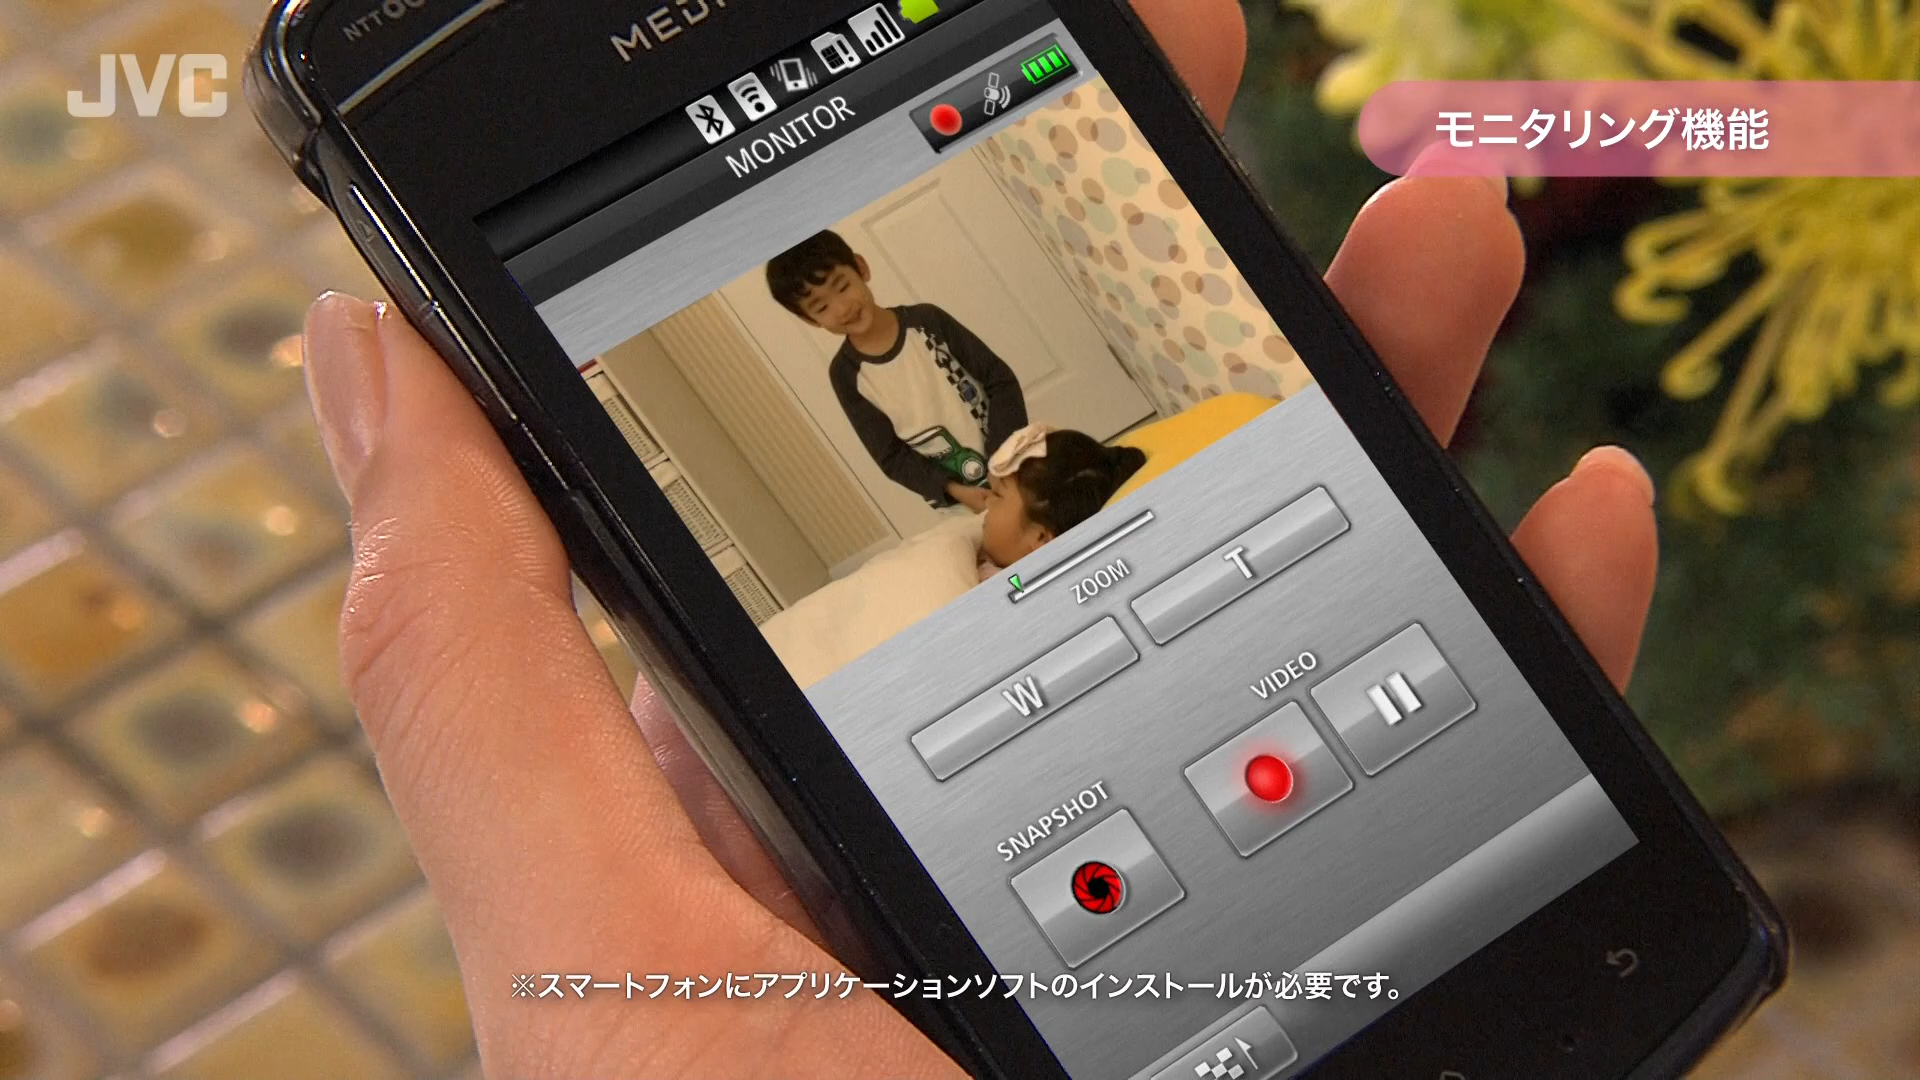 JVC
モニタリング機能
MONITOR
ZOOM
W
T
VIDEO
SNAPSHOT
※スマートフォンにアプリケーションソフトのインストールが必要です。